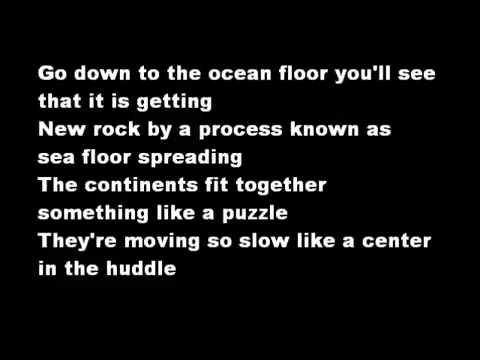 Go down to the ocean floor you'll see
that it is getting
New rock by a process known as
sea floor spreading
The continents fit together
something like a puzzle
They're moving so slow like a center
in the huddle